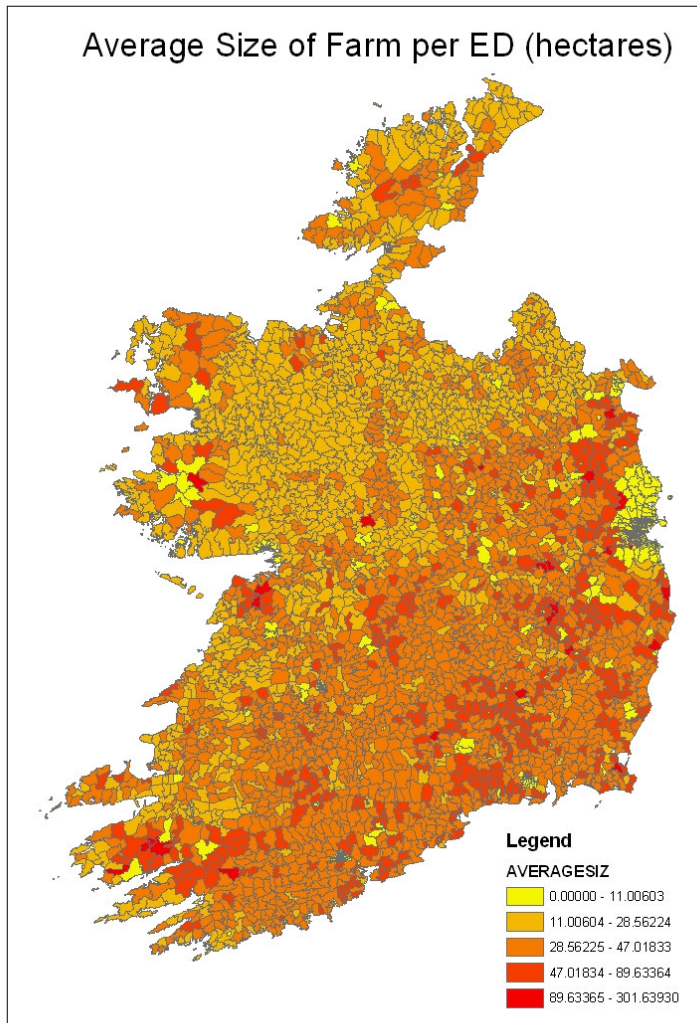 Average Size of Farm per ED (hectares)
Legend
AVERAGESIZ
0.00000 - 11.00603
11.00604 - 28.56224
28.56225 - 47.01833
47.01834 - 89.63364
89.63365 - 301.63930